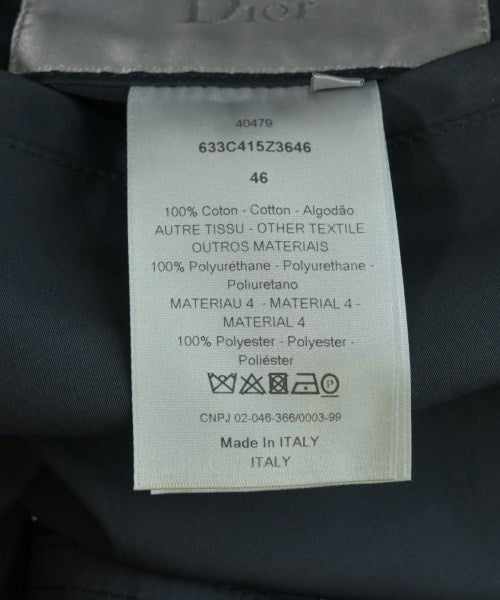 Dior
40479
633C415Z3646
46
100% Coton - Cotton - Algodão
AUTRE TISSU - OTHER TEXTILE
OUTROS MATERIAIS
100% Polyuréthane - Polyurethane -
Poliuretano
MATERIAU 4 - MATERIAL 4 -
MATERIAL 4
100% Polyester - Polyester -
Poliéster
P
CNPJ 02-046-366/0003-99
Made In ITALY
ITALY